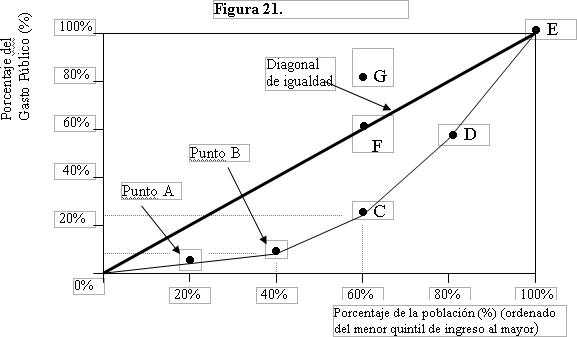 Figura 21.
Porcentaje del
Gasto Público (%)
100%
80%
60%
40%
20%
0%
E
Diagonal
de igualdad
G
F
D
Punto B
Punto A
C
20%
40%
60%
80%
100%
Porcentaje de la población (%) (ordenado
del menor quintil de ingreso al mayor)